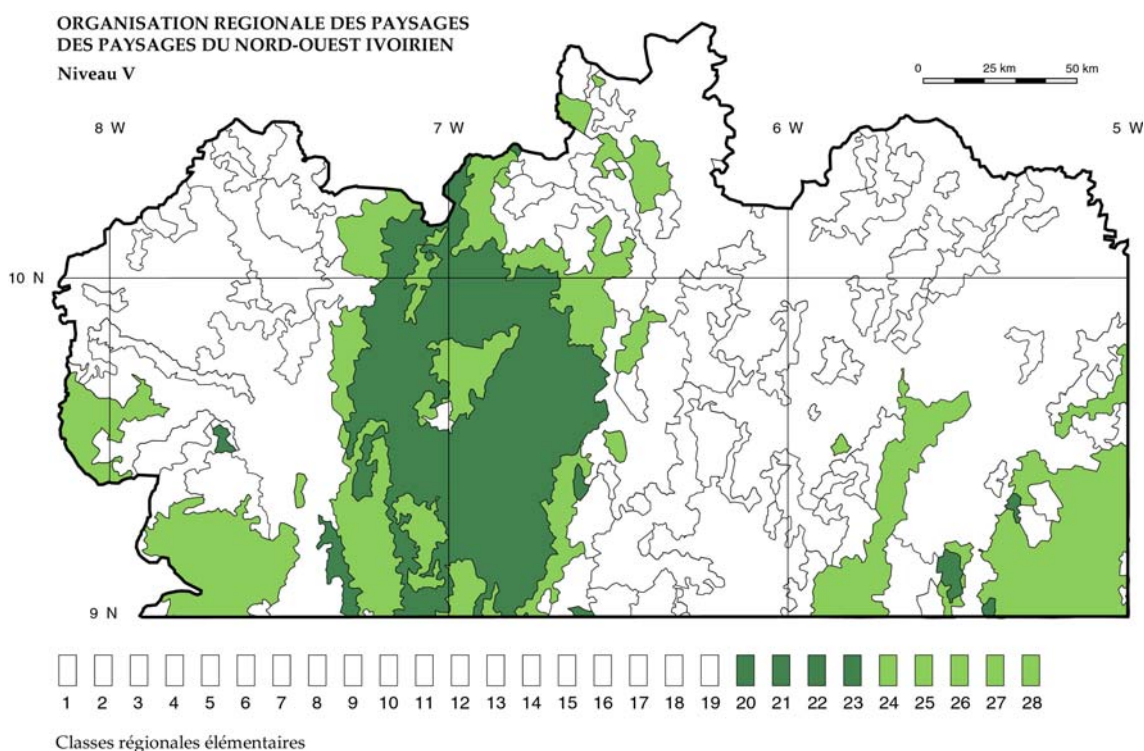 ORGANISATION REGIONALE DES PAYSAGES
DES PAYSAGES DU NORD-OUEST IVOIRIEN
Niveau V
0 25 km 50 km
8 W 7 W 6 W 5 W
10 N
9 N
1 2 3 4 5 6 7 8 9 10 11 12 13 14 15 16 17 18 19 20 21 22 23 24 25 26 27 28
Classes régionales élémentaires